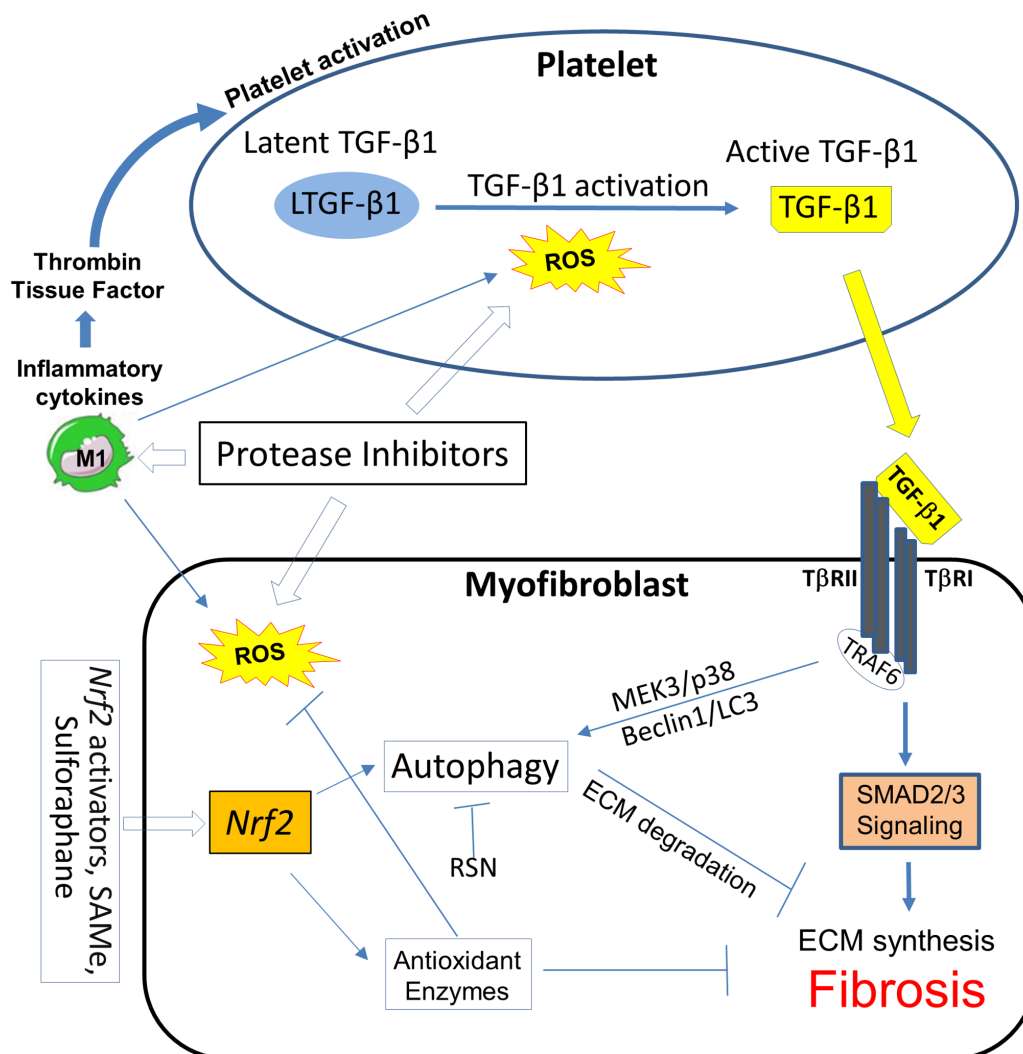 Platelet activation
Platelet
Latent TGF-β1
LTGF-β1
TGF-β1 activation
Active TGF-β1
TGF-β1
ROS
Thrombin
Tissue Factor
Inflammatory
cytokines
M1
Protease Inhibitors
TGF-β1
TβRII
TβRI
TRAF6
Myofibroblast
ROS
MEK3/p38
Beclin1/LC3
Nrf2 activators, SAMe,
Sulforaphane
Nrf2
Autophagy
RSN
ECM degradation
SMAD2/3
Signaling
Antioxidant
Enzymes
ECM synthesis
Fibrosis